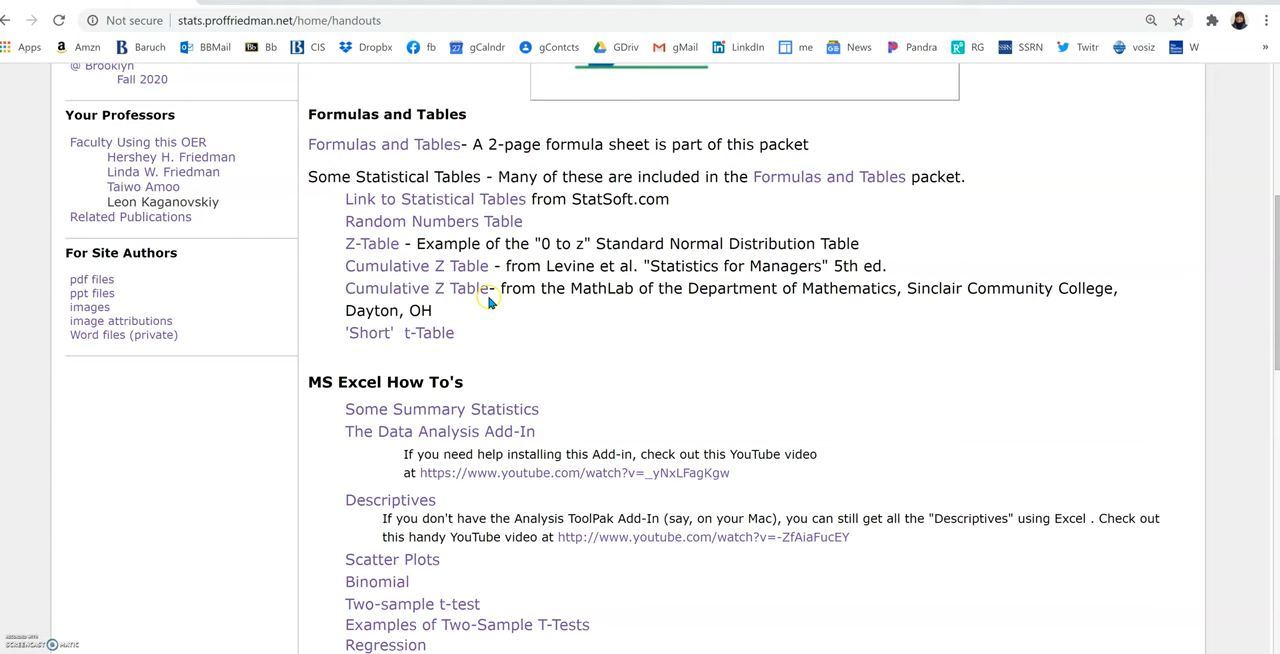 Not secure | stats.proffriedman.net/home/handouts
Apps Amzn Baruch BBMail Bb CIS Dropbx fb gCalndr gContcts GDriv gMail LinkdIn me News Pandra RG SSRN Twitr vosiz W »
@ Brooklyn
Fall 2020
Your Professors
Faculty Using this OER
Hershey H. Friedman
Linda W. Friedman
Taiwo Amoo
Leon Kaganovskiy
Related Publications
For Site Authors
pdf files
ppt files
images
image attributions
Word files (private)
Formulas and Tables
Formulas and Tables- A 2-page formula sheet is part of this packet
Some Statistical Tables - Many of these are included in the Formulas and Tables packet.
Link to Statistical Tables from StatSoft.com
Random Numbers Table
Z-Table - Example of the "0 to z" Standard Normal Distribution Table
Cumulative Z Table - from Levine et al. "Statistics for Managers" 5th ed.
Cumulative Z Table- from the MathLab of the Department of Mathematics, Sinclair Community College,
Dayton, OH
'Short' t-Table
MS Excel How To's
Some Summary Statistics
The Data Analysis Add-In
If you need help installing this Add-in, check out this YouTube video
at https://www.youtube.com/watch?v=_yNxLFagKgw
Descriptives
If you don't have the Analysis ToolPak Add-In (say, on your Mac), you can still get all the "Descriptives" using Excel . Check out
this handy YouTube video at http://www.youtube.com/watch?v=-ZfAiaFucEY
Scatter Plots
Binomial
Two-sample t-test
Examples of Two-Sample T-Tests
Regression
RECORDED WITH
SCREENCAST MATIC